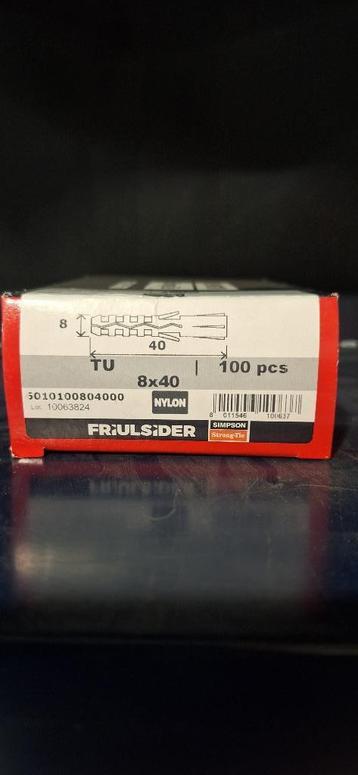 8
40
TU | 100 pcs
8x40
5010100804000
Lot. 10063824
NYLON
8 011546 100637
FRiULSiDER
SIMPSON
Strong-Tie